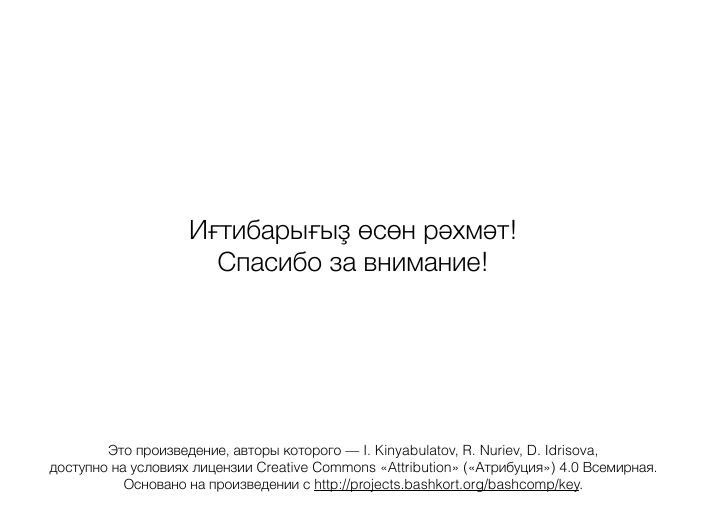 Иғтибарығыҙ өсөн рәхмәт!
Спасибо за внимание!
Это произведение, авторы которого — I. Kinyabulatov, R. Nuriev, D. Idrisova,
доступно на условиях лицензии Creative Commons «Attribution» («Атрибуция») 4.0 Всемирная.
Основано на произведении с http://projects.bashkort.org/bashcomp/key.